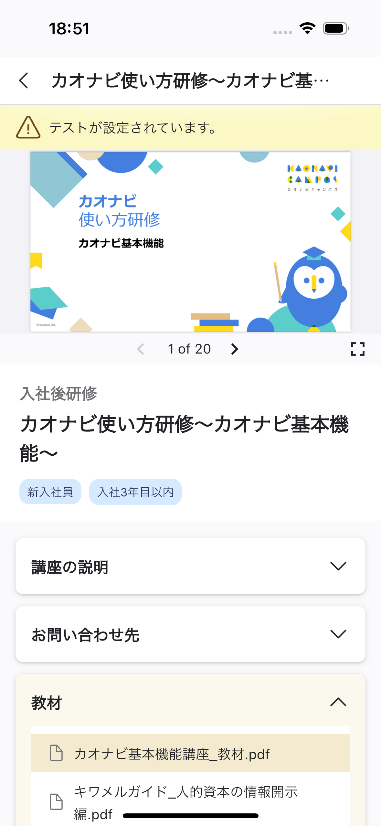 18:51
カオナビ使い方研修〜カオナビ基…
テストが設定されています。
カオナビ
使い方研修
カオナビ基本機能
KAONAVI
CAMPUS
1 of 20
入社後研修
カオナビ使い方研修〜カオナビ基本機
能〜
新入社員
入社3年目以内
講座の説明
お問い合わせ先
教材
カオナビ基本機能講座_教材.pdf
キワメルガイド_人的資本の情報開示
編.pdf